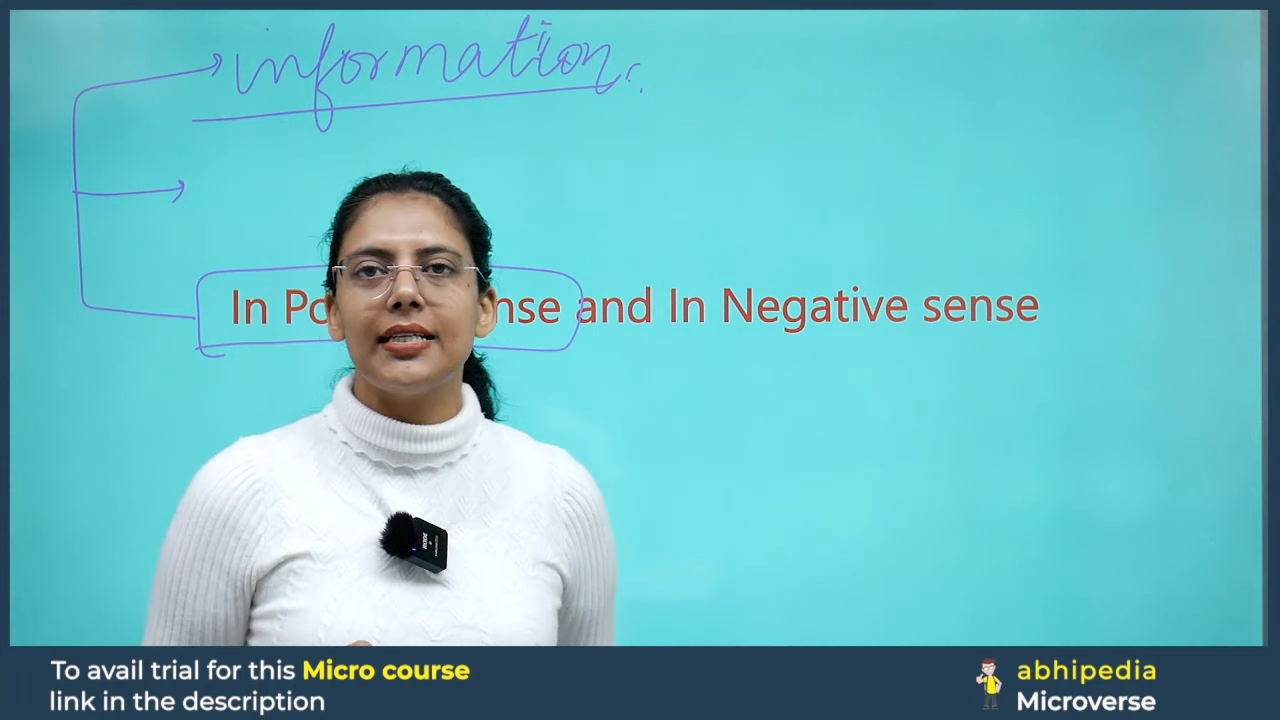 information
In Po nse and In Negative sense
RODE
To avail trial for this Micro course
link in the description
abhipedia
Microverse